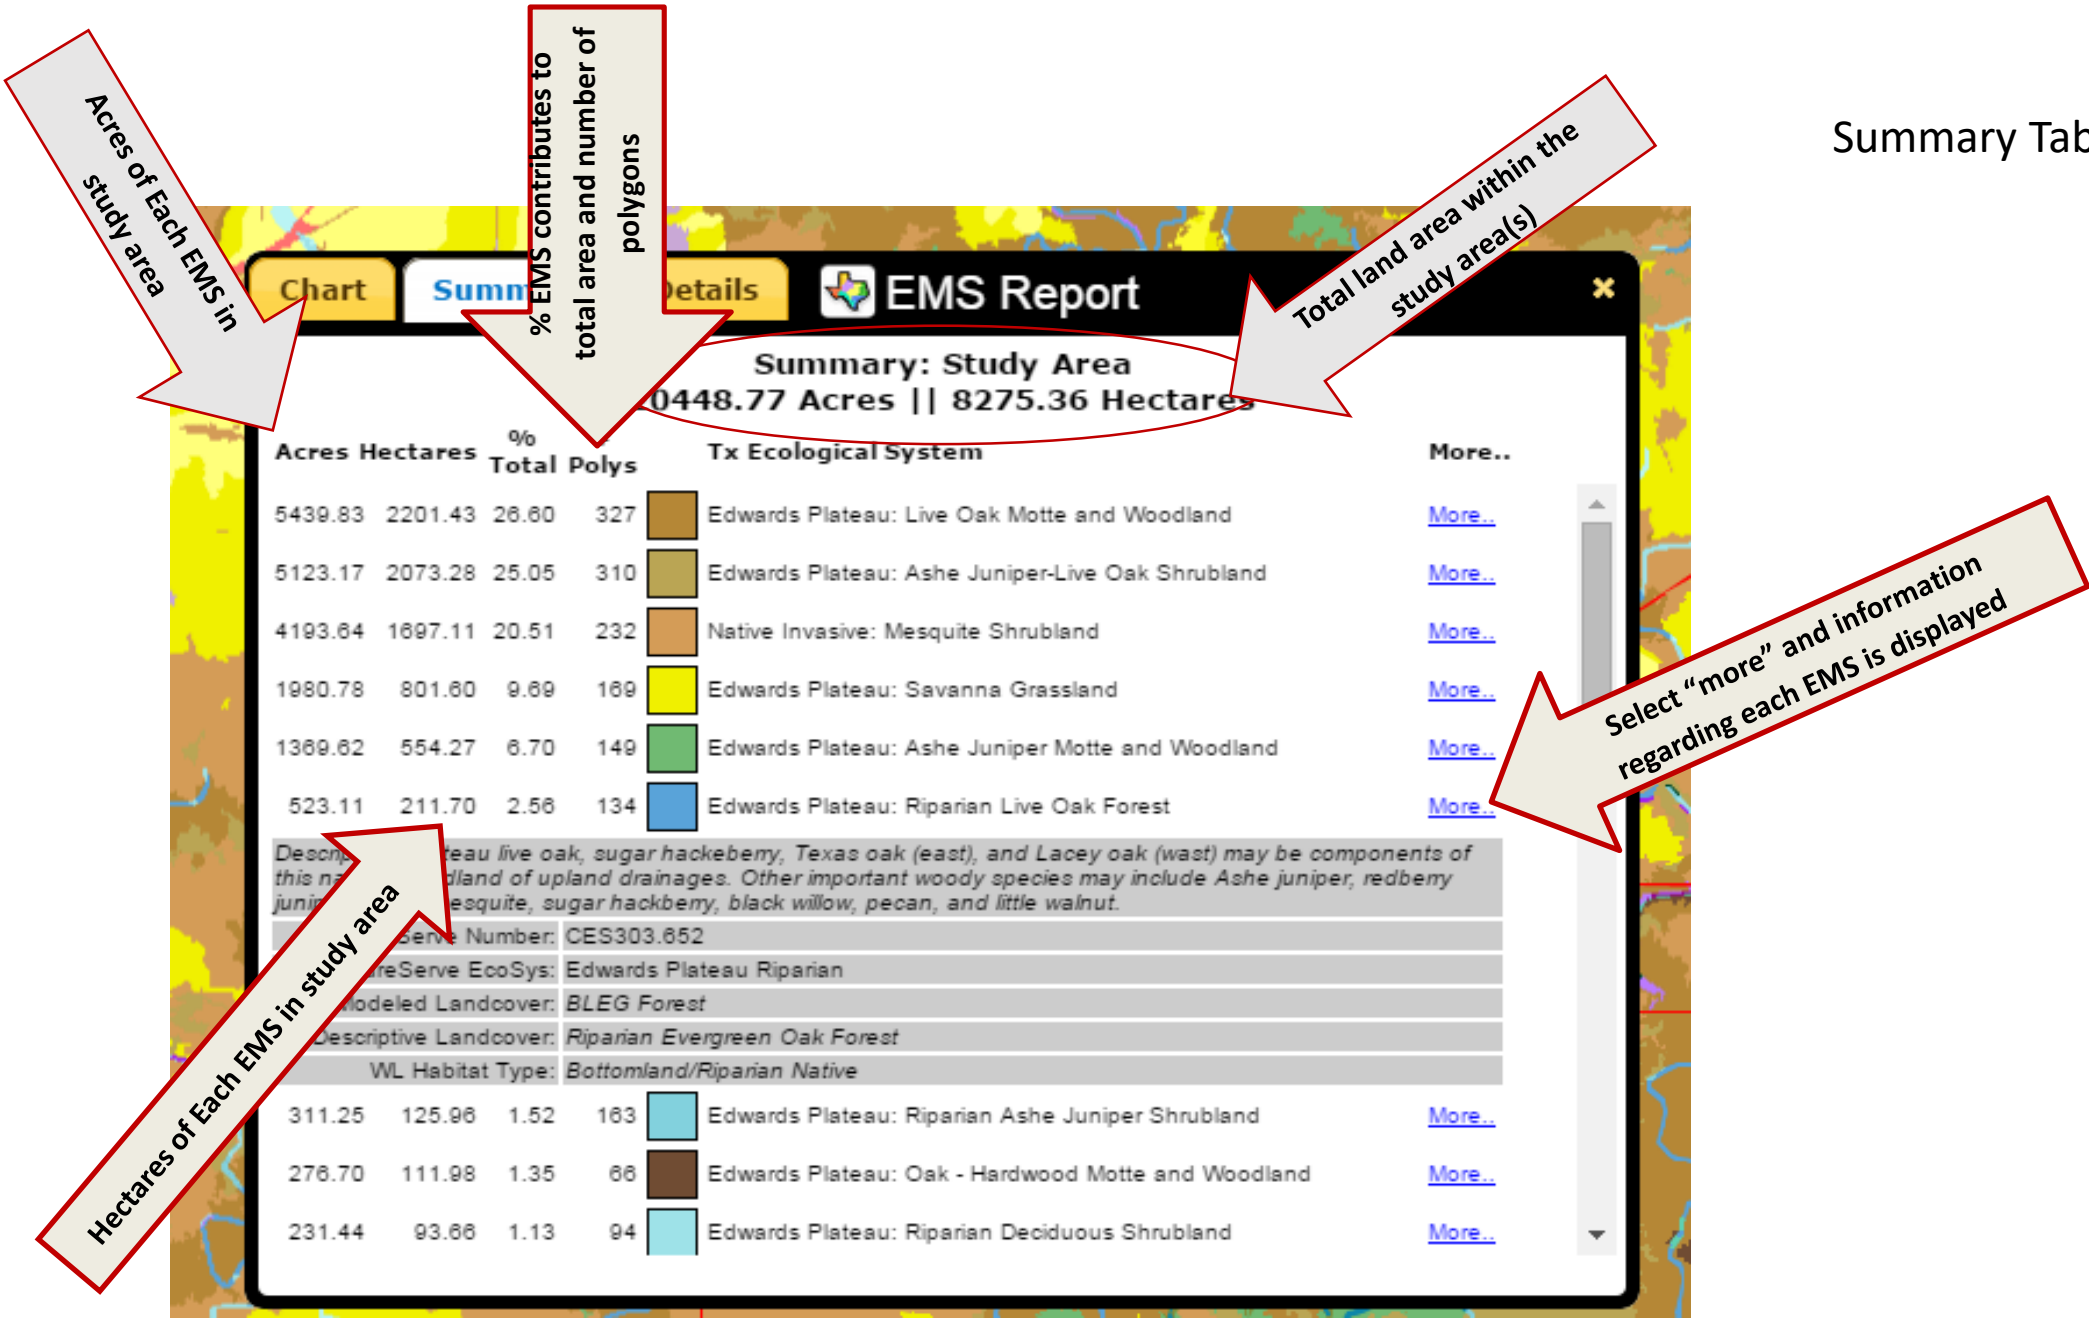 Summary Tab
Acres of Each EMS in
study area
% EMS contributes to
total area and number of
polygons
Total land area within the
study area(s)
Chart
Summ
Details
EMS Report
Summary: Study Area
0448.77 Acres || 8275.36 Hectares
Acres Hectares % Total Polys Tx Ecological System More..
5439.83 2201.43 26.60 327 Edwards Plateau: Live Oak Motte and Woodland More..
5123.17 2073.28 25.05 310 Edwards Plateau: Ashe Juniper-Live Oak Shrubland More..
4193.64 1697.11 20.51 232 Native Invasive: Mesquite Shrubland More..
1980.78 801.60 9.69 169 Edwards Plateau: Savanna Grassland More..
1369.62 554.27 6.70 149 Edwards Plateau: Ashe Juniper Motte and Woodland More..
523.11 211.70 2.56 134 Edwards Plateau: Riparian Live Oak Forest More..
Select “more” and information
regarding each EMS is displayed
Descrip teau live oak, sugar hackeberry, Texas oak (east), and Lacey oak (wast) may be components of
this na dland of upland drainages. Other important woody species may include Ashe juniper, redberry
junip esquite, sugar hackberry, black willow, pecan, and little walnut.
Serve Number: CES303.652
reServe EcoSys: Edwards Plateau Riparian
Modeled Landcover: BLEG Forest
Descriptive Landcover: Riparian Evergreen Oak Forest
WL Habitat Type: Bottomland/Riparian Native
Hectares of Each EMS in study area
311.25 125.96 1.52 163 Edwards Plateau: Riparian Ashe Juniper Shrubland More..
276.70 111.98 1.35 66 Edwards Plateau: Oak - Hardwood Motte and Woodland More..
231.44 93.66 1.13 94 Edwards Plateau: Riparian Deciduous Shrubland More..